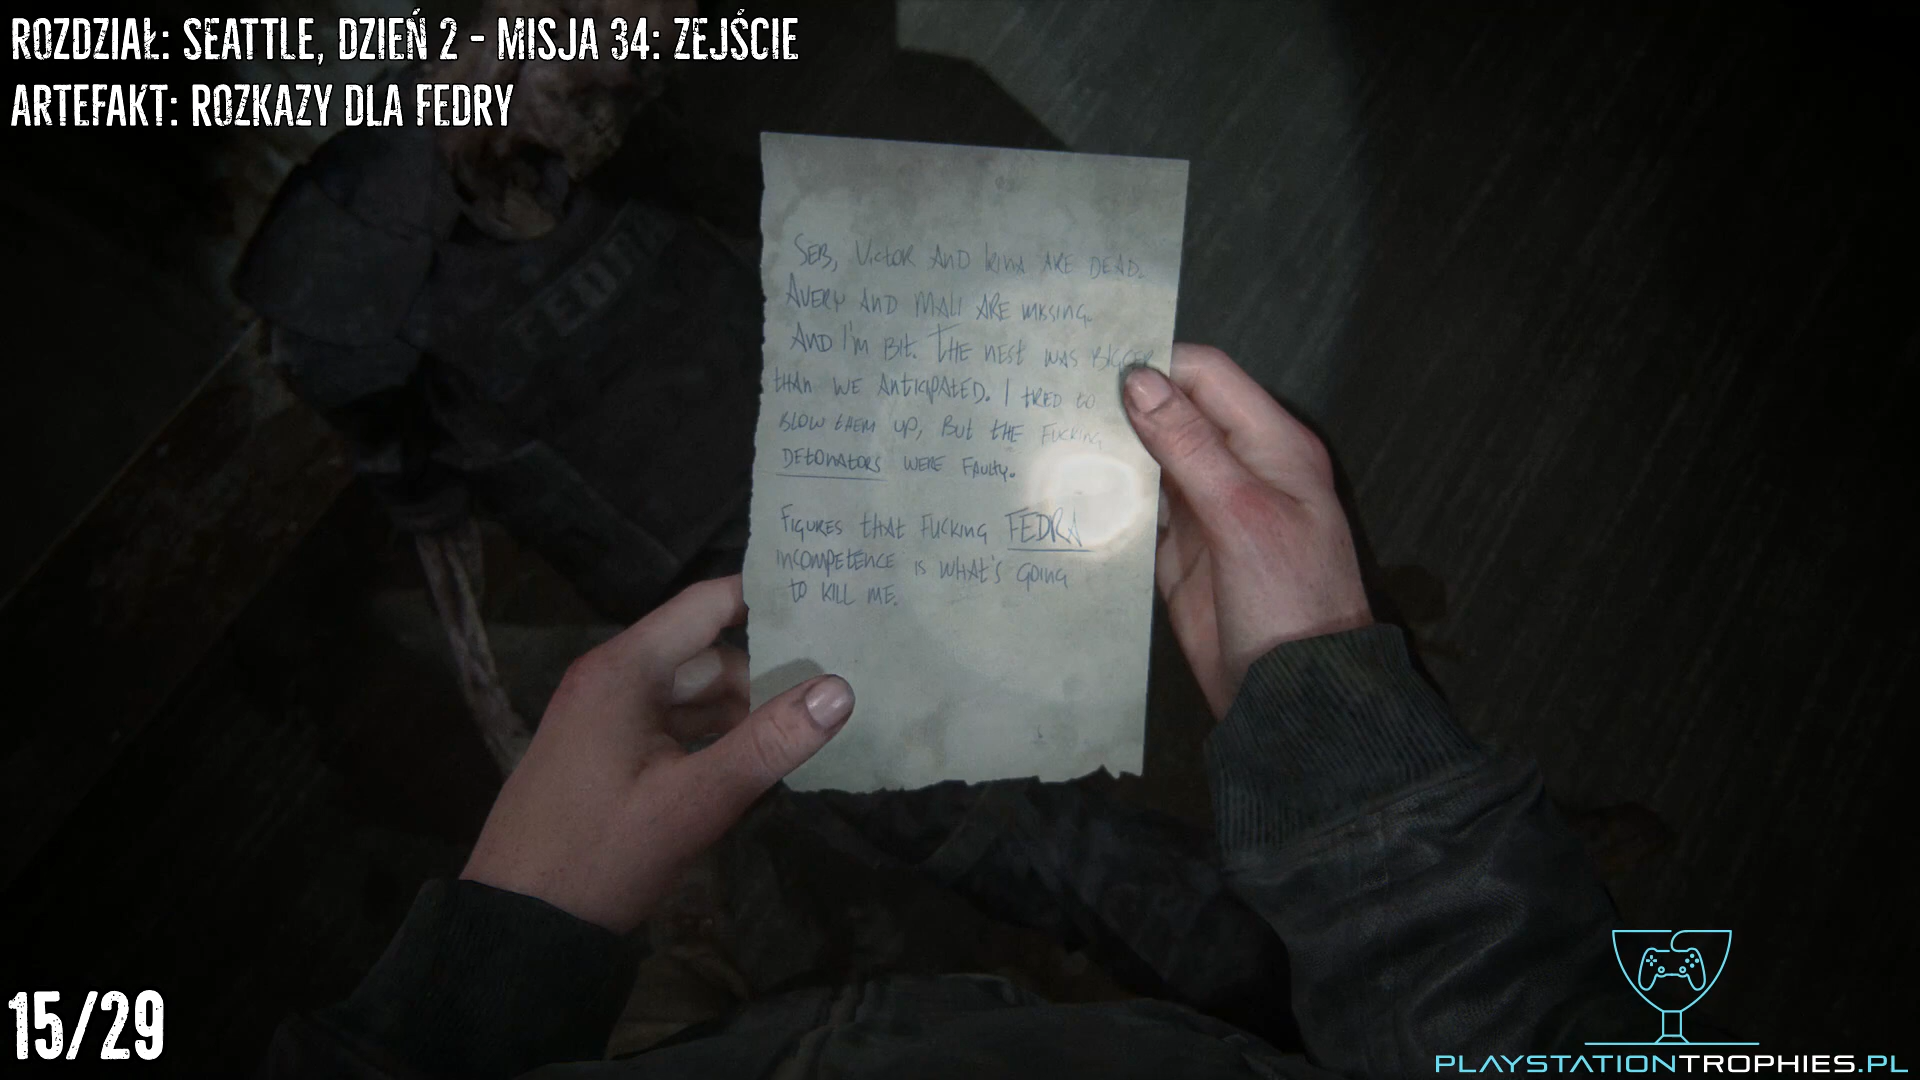 ROZDZIAŁ: SEATTLE, DZIEŃ 2 - MISJA 34: ZEJŚCIE
ARTEFAKT: ROZKAZY DLA FEDRY
FEDRA
SEB, VICTOR AND IRINA ARE DEAD.
AVERY AND MALI ARE MISSING.
AND I'M BIT. THE NEST WAS BIGGER
THAN WE ANTICIPATED. I TRIED TO
BLOW THEM UP, BUT THE FUCKING
DETONATORS WERE FAULTY.
FIGURES THAT FUCKING FEDRA
INCOMPETENCE IS WHAT'S GOING
TO KILL ME.
15/29
PLAYSTATIONTROPHIES.PL